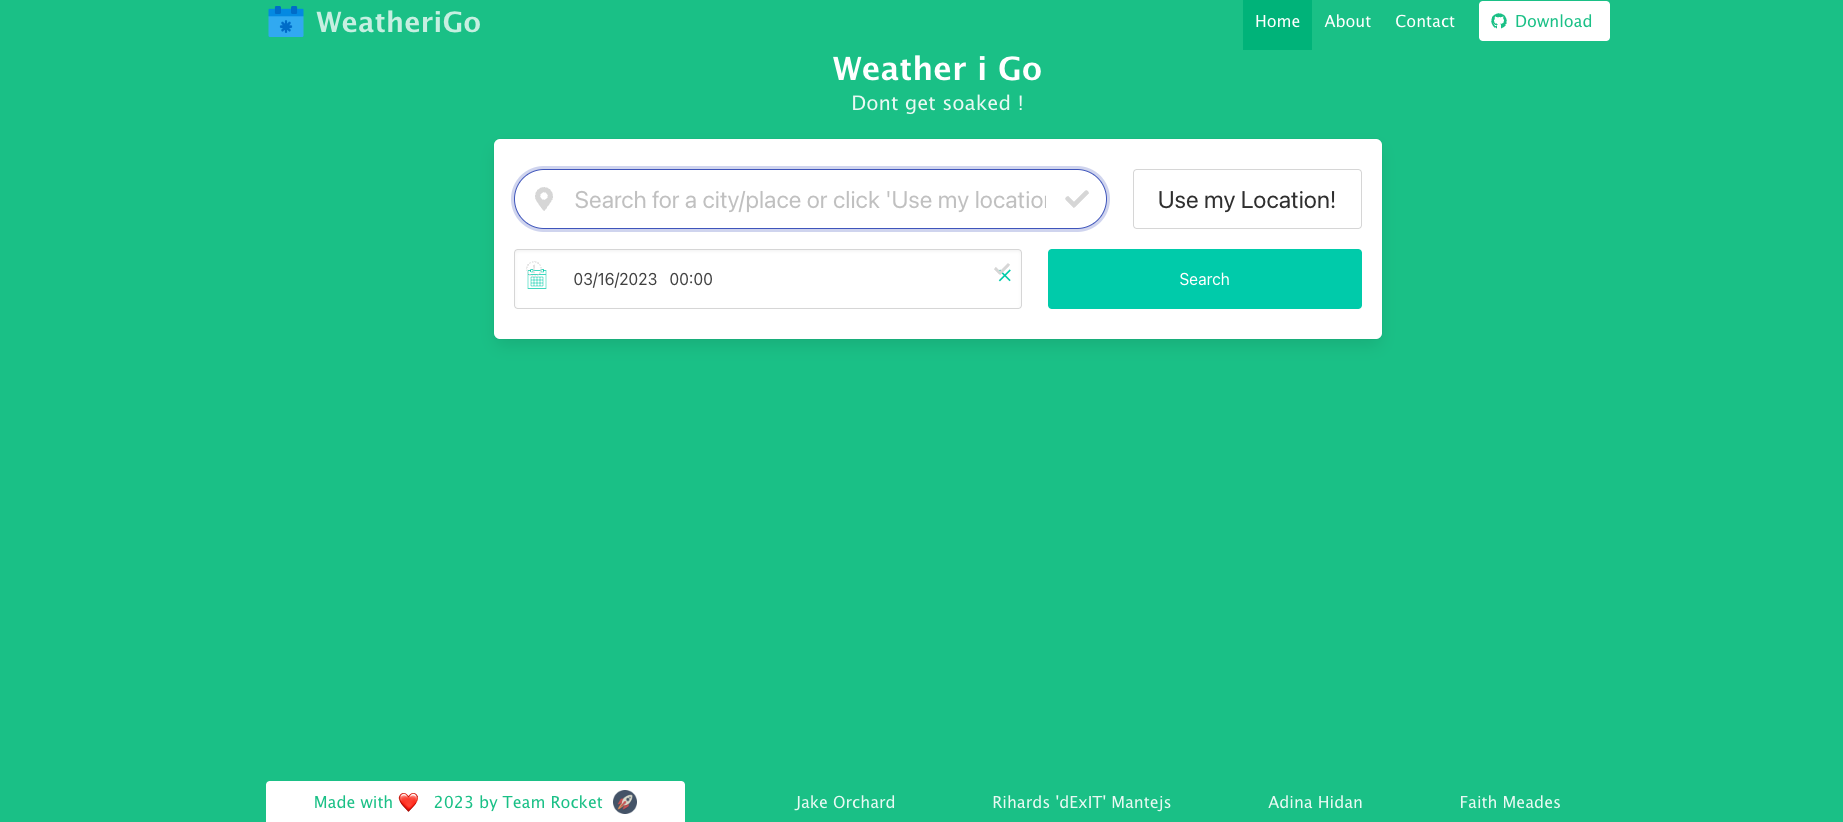 WeatheriGo
Home About Contact Download
Weather i Go
Dont get soaked !
Search for a city/place or click 'Use my location
Use my Location!
03/16/2023 00:00
Search
Made with ❤️ 2023 by Team Rocket
Jake Orchard Rihards 'dExIT' Mantejs Adina Hidan Faith Meades